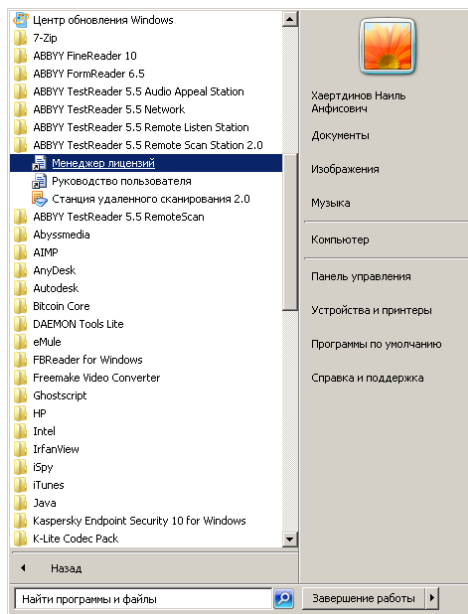 Центр обновления Windows
7-Zip
ABBYY FineReader 10
ABBYY FormReader 6.5
ABBYY TestReader 5.5 Audio Appeal Station
ABBYY TestReader 5.5 Network
ABBYY TestReader 5.5 Remote Listen Station
ABBYY TestReader 5.5 Remote Scan Station 2.0
Менеджер лицензий
Руководство пользователя
Станция удаленного сканирования 2.0
ABBYY TestReader 5.5 RemoteScan
Abyssmedia
AIMP
AnyDesk
Autodesk
Bitcoin Core
DAEMON Tools Lite
eMule
FBReader for Windows
Freemake Video Converter
Ghostscript
HP
Intel
IrfanView
iSpy
iTunes
Java
Kaspersky Endpoint Security 10 for Windows
K-Lite Codec Pack
Назад
Найти программы и файлы
Хаертдинов Наиль
Анфисович
Документы
Изображения
Музыка
Компьютер
Панель управления
Устройства и принтеры
Программы по умолчанию
Справка и поддержка
Завершение работы